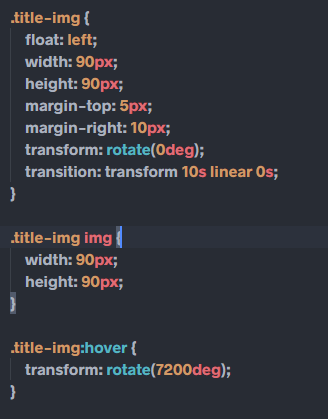 .title-img {
float: left;
width: 90px;
height: 90px;
margin-top: 5px;
margin-right: 10px;
transform: rotate(0deg);
transition: transform 10s linear 0s;
}
.title-img img {
width: 90px;
height: 90px;
}
.title-img:hover {
transform: rotate(7200deg);
}